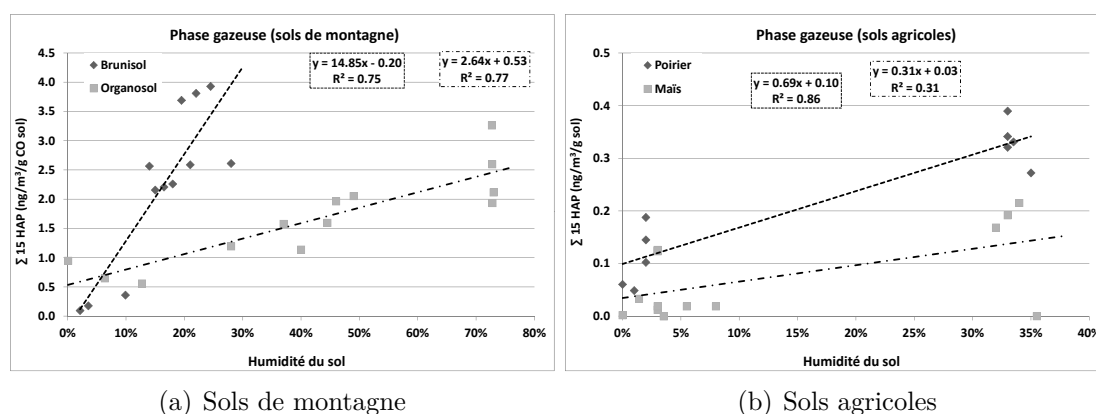 Phase gazeuse (sols de montagne)
Brunisol
Organosol
y = 14.85x - 0.20
R² = 0.75
y = 2.64x + 0.53
R² = 0.77
∑ 15 HAP (ng/m³/g CO sol)
4.5
4.0
3.5
3.0
2.5
2.0
1.5
1.0
0.5
0.0
0% 10% 20% 30% 40% 50% 60% 70% 80%
Humidité du sol
(a) Sols de montagne
Phase gazeuse (sols agricoles)
Poirier
Maïs
y = 0.69x + 0.10
R² = 0.86
y = 0.31x + 0.03
R² = 0.31
∑ 15 HAP (ng/m³/g sol)
0.5
0.4
0.3
0.2
0.1
0.0
0% 5% 10% 15% 20% 25% 30% 35% 40%
Humidité du sol
(b) Sols agricoles